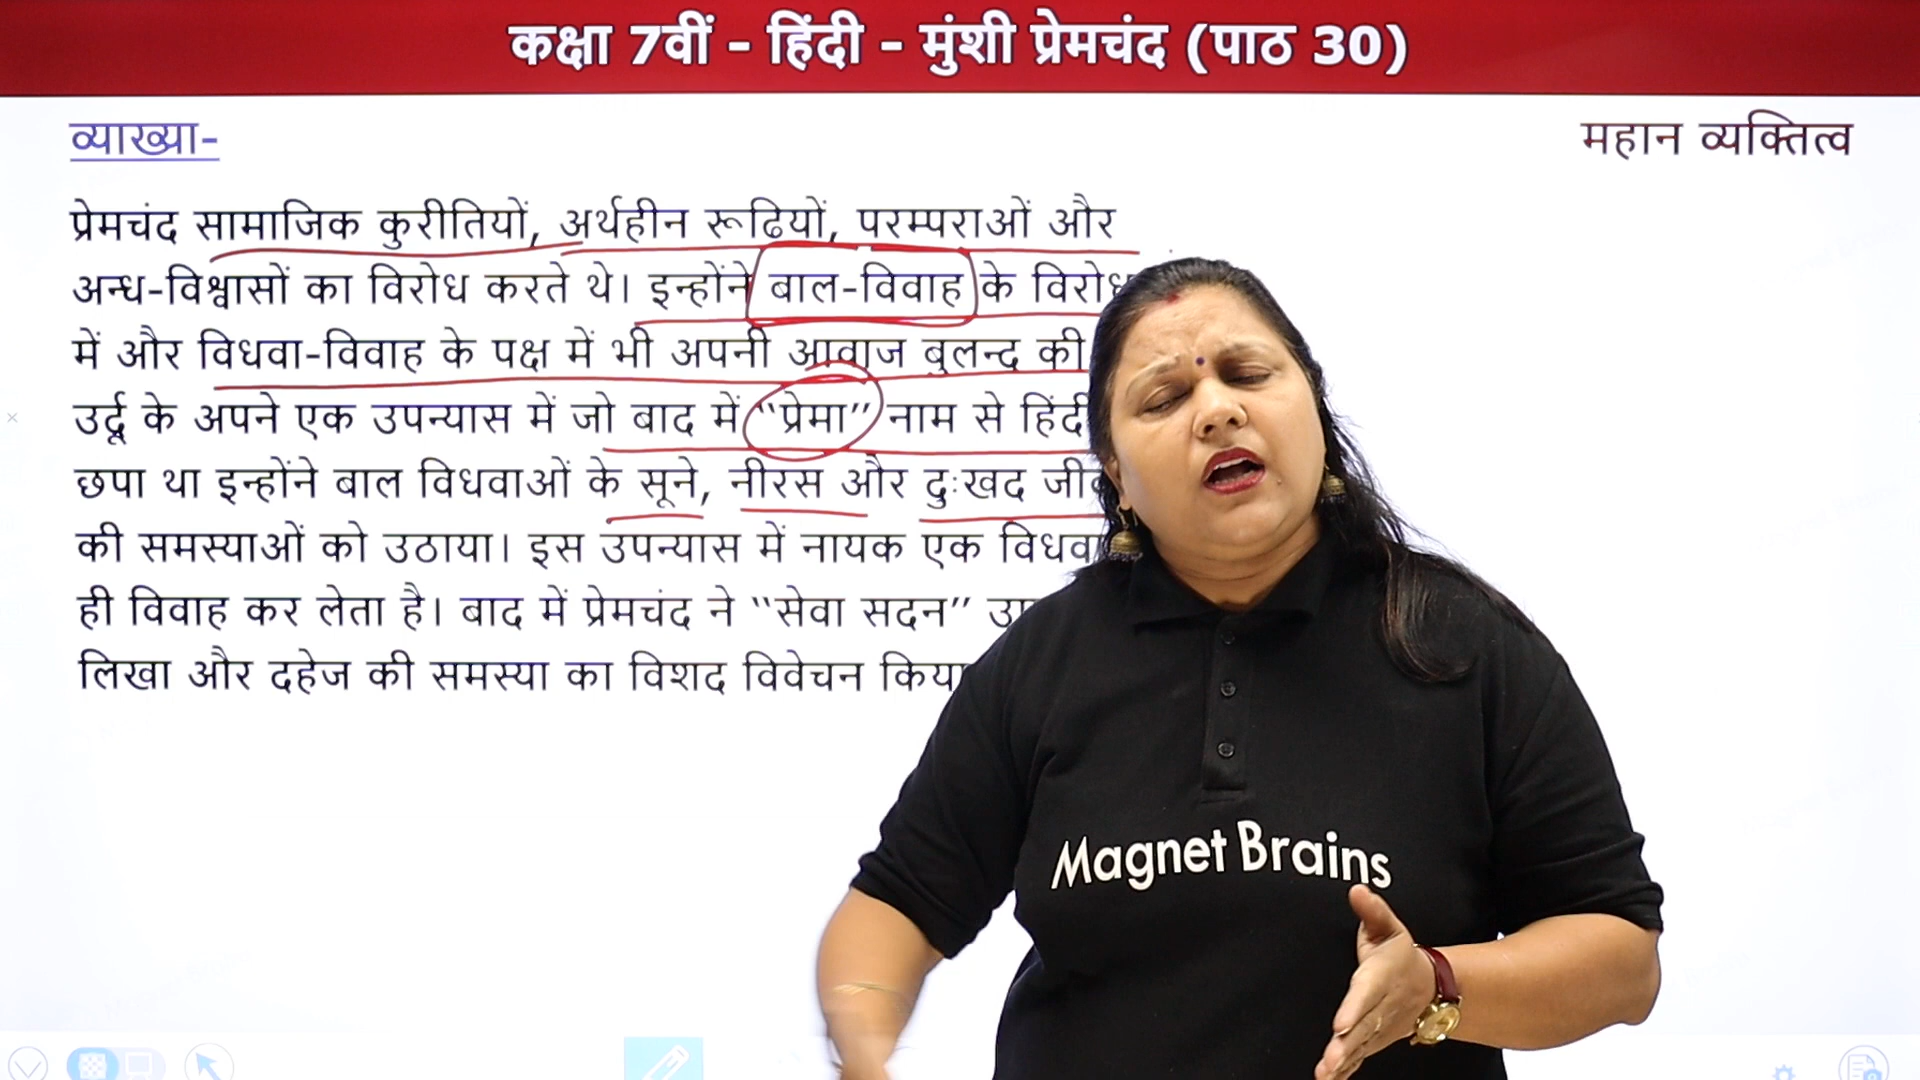 कक्षा 7वीं - हिंदी - मुंशी प्रेमचंद (पाठ 30)
व्याख्या-
महान व्यक्तित्व
प्रेमचंद सामाजिक कुरीतियों, अर्थहीन रूढियों, परम्पराओं और
अन्ध-विश्वासों का विरोध करते थे। इन्होंने बाल-विवाह के विरोध
में और विधवा-विवाह के पक्ष में भी अपनी आवाज बुलन्द की
उर्दू के अपने एक उपन्यास में जो बाद में "प्रेमा" नाम से हिंदी
छपा था इन्होंने बाल विधवाओं के सूने, नीरस और दुःखद
की समस्याओं को उठाया। इस उपन्यास में नायक एक
ही विवाह कर लेता है। बाद में प्रेमचंद ने "सेवा सदन"
लिखा और दहेज की समस्या का विशद विवेचन
Magnet Brains